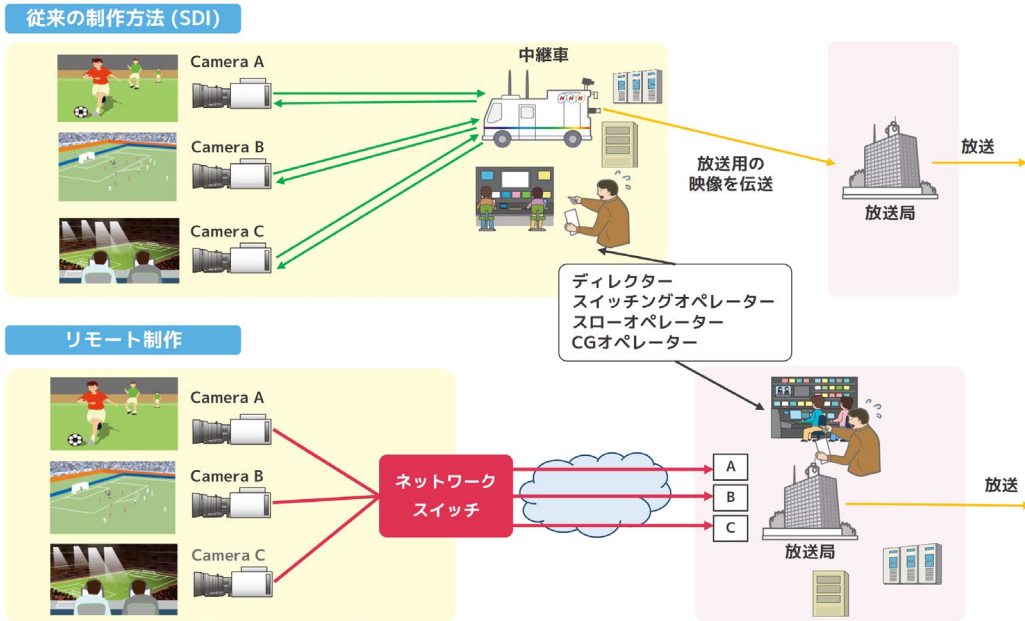 従来の制作方法 (SDI)
Camera A
中継車
NHK
Camera B
放送用の
映像を伝送
放送
放送局
Camera C
ディレクター
スイッチングオペレーター
スローオペレーター
CGオペレーター
リモート制作
Camera A
Camera B
Camera C
ネットワーク
スイッチ
A
B
C
放送
放送局